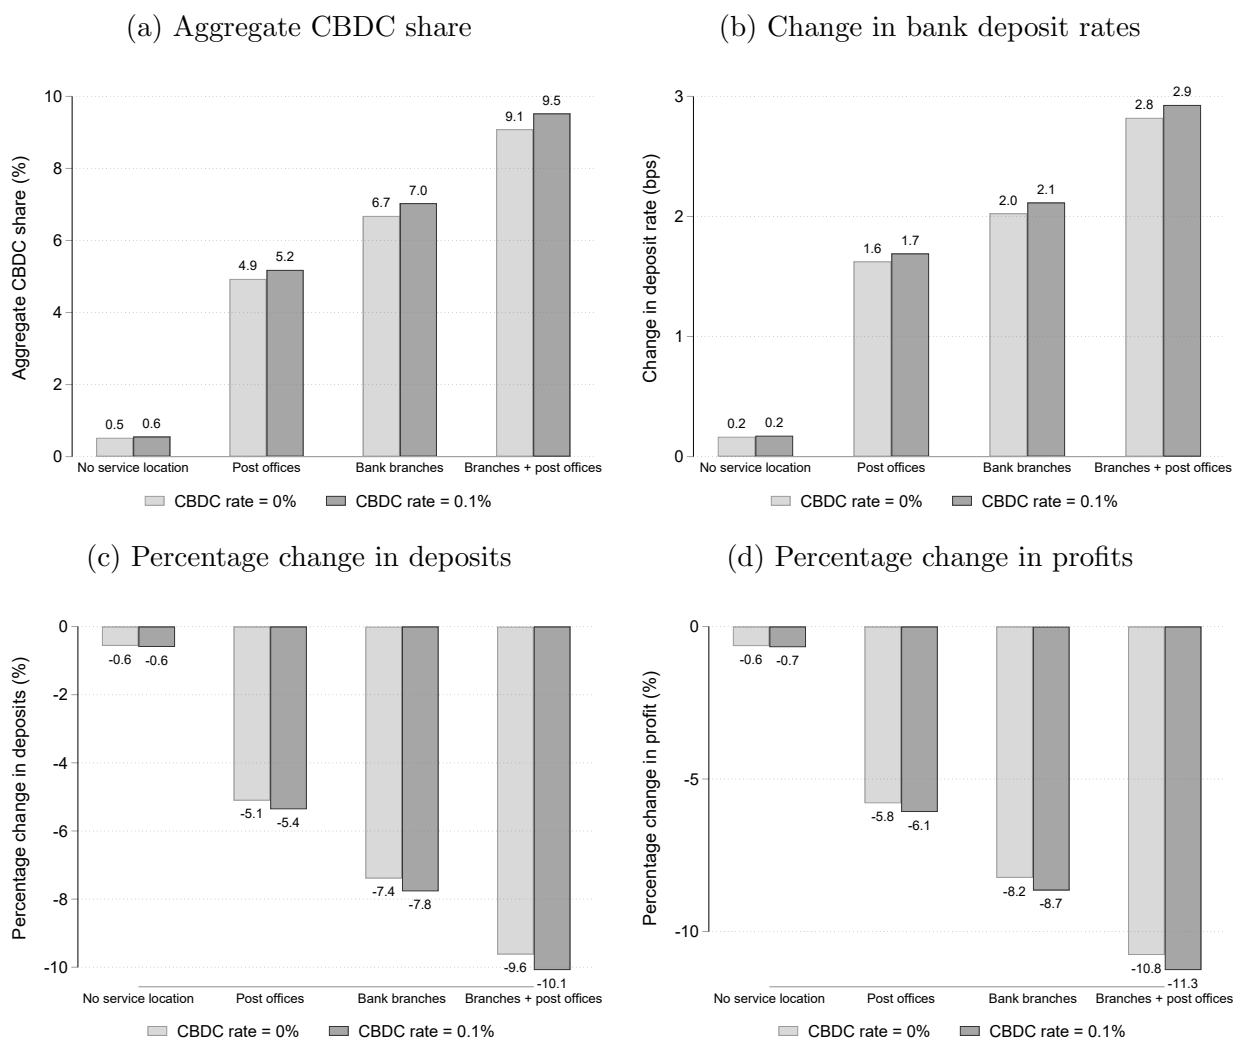 (a) Aggregate CBDC share
Aggregate CBDC share (%)
10
8
6
4
2
0
0.5 0.6
4.9 5.2
6.7 7.0
9.1 9.5
No service location Post offices Bank branches Branches + post offices
CBDC rate = 0% CBDC rate = 0.1%
(b) Change in bank deposit rates
Change in deposit rate (bps)
3
2
1
0
0.2 0.2
1.6 1.7
2.0 2.1
2.8 2.9
No service location Post offices Bank branches Branches + post offices
CBDC rate = 0% CBDC rate = 0.1%
(c) Percentage change in deposits
Percentage change in deposits (%)
0
-2
-4
-6
-8
-10
-0.6 -0.6
-5.1 -5.4
-7.4 -7.8
-9.6 -10.1
No service location Post offices Bank branches Branches + post offices
CBDC rate = 0% CBDC rate = 0.1%
(d) Percentage change in profits
Percentage change in profit (%)
0
-5
-10
-0.6 -0.7
-5.8 -6.1
-8.2 -8.7
-10.8 -11.3
No service location Post offices Bank branches Branches + post offices
CBDC rate = 0% CBDC rate = 0.1%